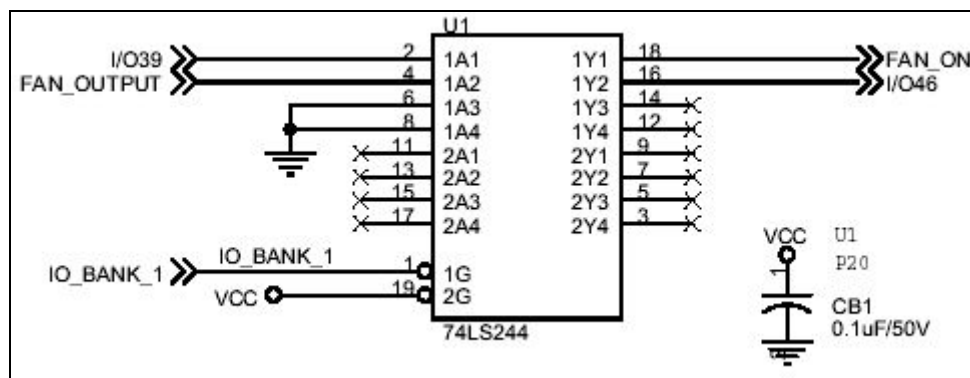 U1
I/O39 2 1A1 1Y1 18 FAN_ON
FAN_OUTPUT 4 1A2 1Y2 16 I/O46
6 1A3 1Y3 14
8 1A4 1Y4 12
11 2A1 2Y1 9
13 2A2 2Y2 7
15 2A3 2Y3 5
17 2A4 2Y4 3
IO_BANK_1 IO_BANK_1 1 1G
VCC 19 2G
74LS244
VCC U1
P20
1
CB1
0.1uF/50V